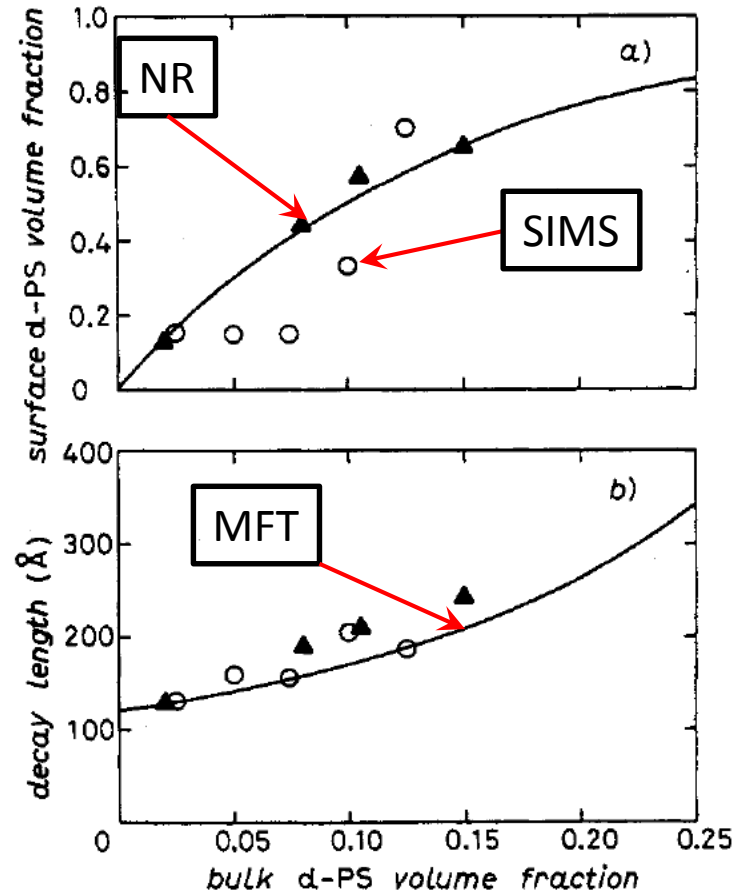 1.0
a)
NR
0.8
0.6
SIMS
0.4
0.2
0
surface d-PS volume fraction
400
b)
MFT
300
200
100
decay length (Å)
0 0.05 0.10 0.15 0.20 0.25
bulk d-PS volume fraction